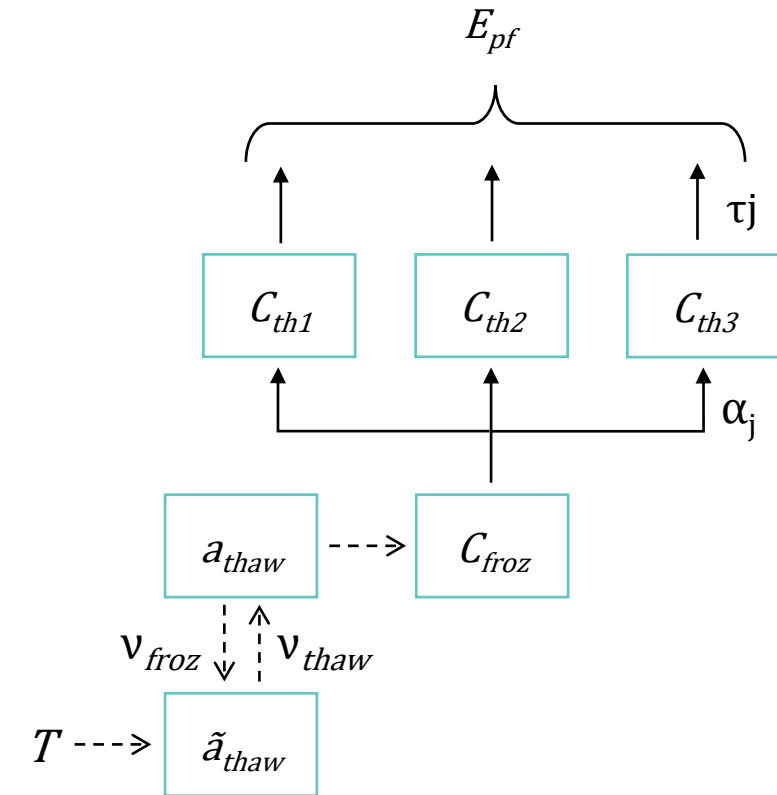 E_pf
τj
C_th1 C_th2 C_th3
α_j
a_thaw C_froz
ν_froz ν_thaw
T ã_thaw